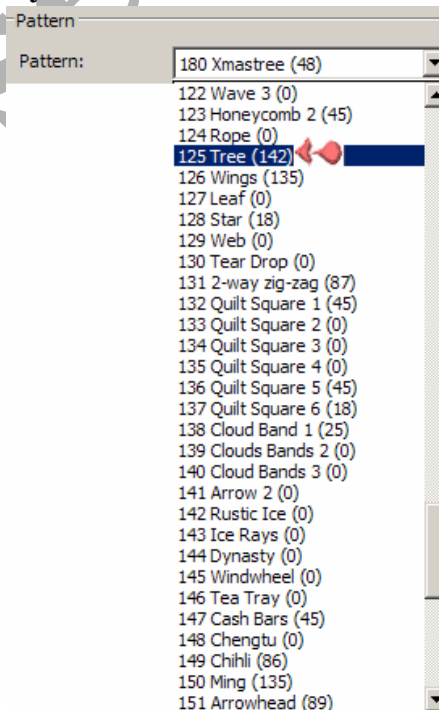 Pattern
Pattern:
180 Xmastree (48)
122 Wave 3 (0)
123 Honeycomb 2 (45)
124 Rope (0)
125 Tree (142)
126 Wings (135)
127 Leaf (0)
128 Star (18)
129 Web (0)
130 Tear Drop (0)
131 2-way zig-zag (87)
132 Quilt Square 1 (45)
133 Quilt Square 2 (0)
134 Quilt Square 3 (0)
135 Quilt Square 4 (0)
136 Quilt Square 5 (45)
137 Quilt Square 6 (18)
138 Cloud Band 1 (25)
139 Clouds Bands 2 (0)
140 Cloud Bands 3 (0)
141 Arrow 2 (0)
142 Rustic Ice (0)
143 Ice Rays (0)
144 Dynasty (0)
145 Windwheel (0)
146 Tea Tray (0)
147 Cash Bars (45)
148 Chengtu (0)
149 Chihli (86)
150 Ming (135)
151 Arrowhead (89)